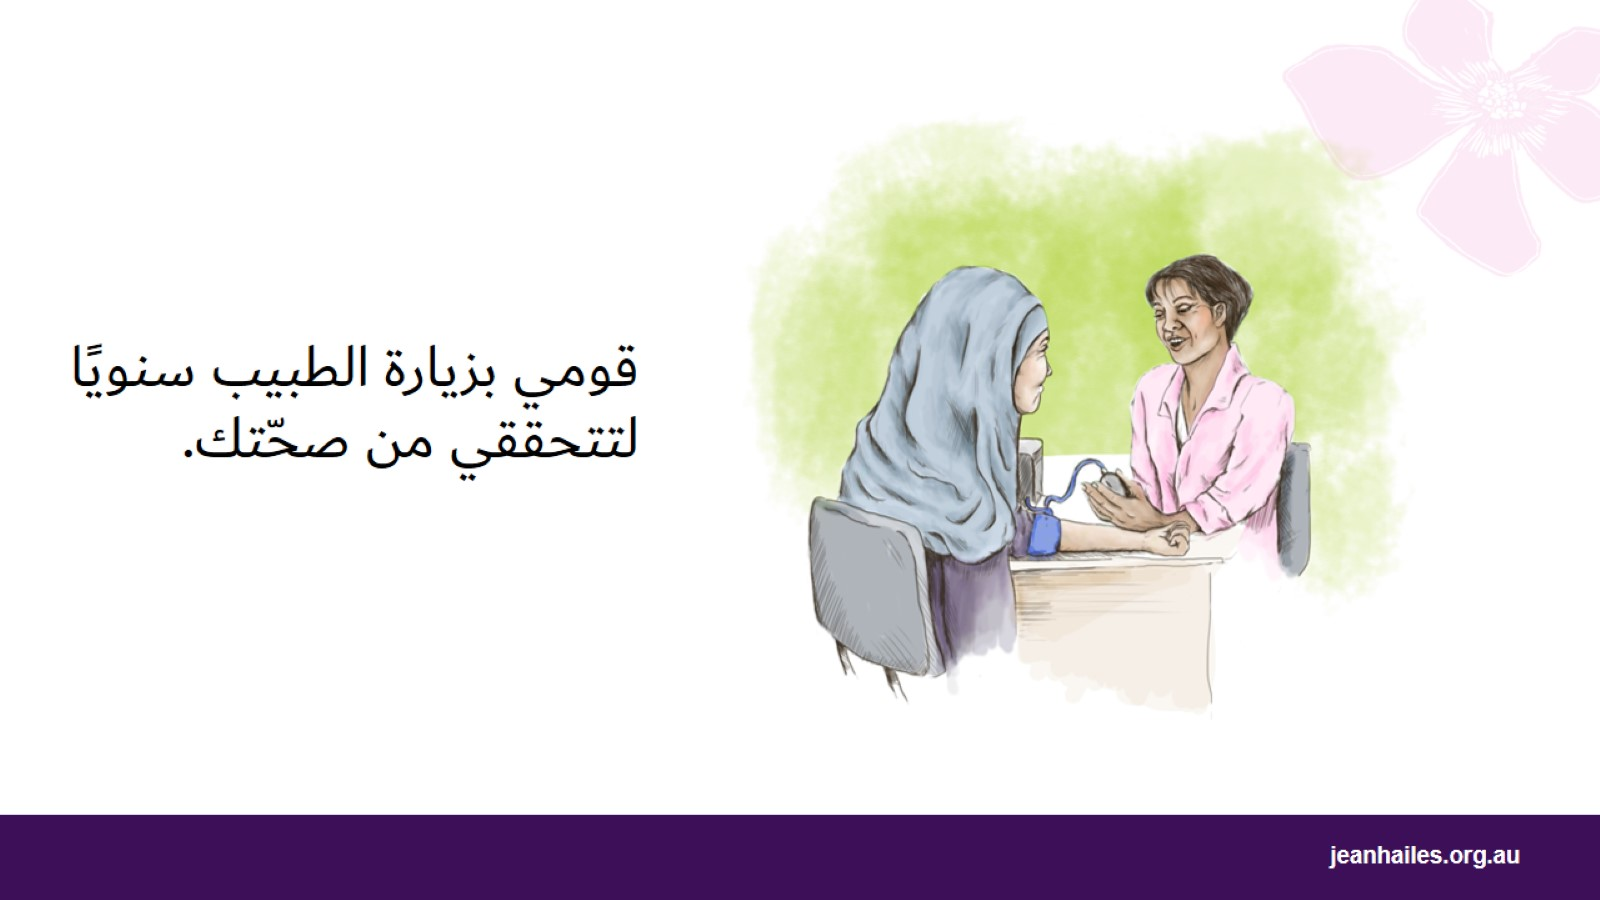 قومي بزيارة الطبيب سنويًا
لتتحققي من صحّتك.
jeanhailes.org.au